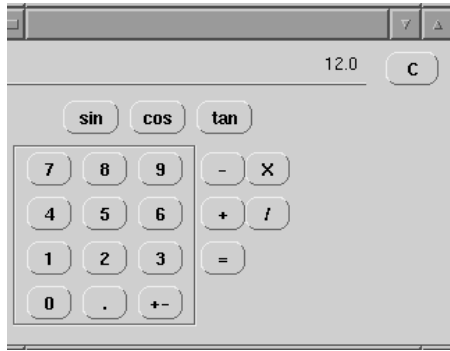 12.0 C
sin cos tan
7 8 9 - X
4 5 6 + /
1 2 3 =
0 . +-